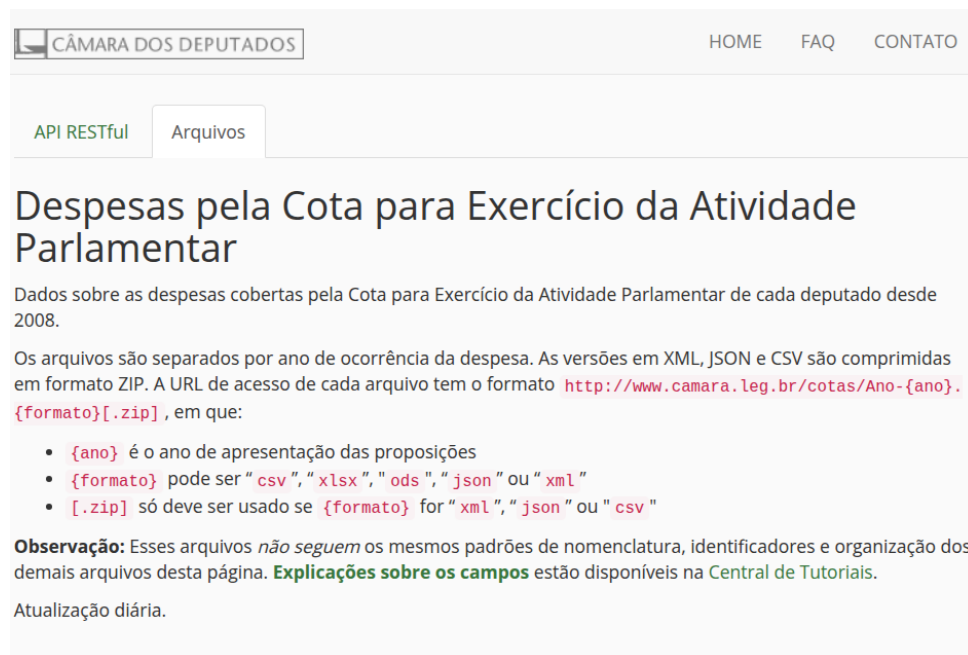 CÂMARA DOS DEPUTADOS
HOME FAQ CONTATO
API RESTful Arquivos
Despesas pela Cota para Exercício da Atividade
Parlamentar
Dados sobre as despesas cobertas pela Cota para Exercício da Atividade Parlamentar de cada deputado desde
2008.
Os arquivos são separados por ano de ocorrência da despesa. As versões em XML, JSON e CSV são comprimidas
em formato ZIP. A URL de acesso de cada arquivo tem o formato http://www.camara.leg.br/cotas/Ano-{ano}.
{formato}[.zip] , em que:
• {ano} é o ano de apresentação das proposições
• {formato} pode ser “ csv ”, “ xlsx ”, " ods ", “ json ” ou “ xml ”
• [.zip] só deve ser usado se {formato} for “ xml ”, “ json ” ou " csv "
Observação: Esses arquivos não seguem os mesmos padrões de nomenclatura, identificadores e organização dos
demais arquivos desta página. Explicações sobre os campos estão disponíveis na Central de Tutoriais.
Atualização diária.